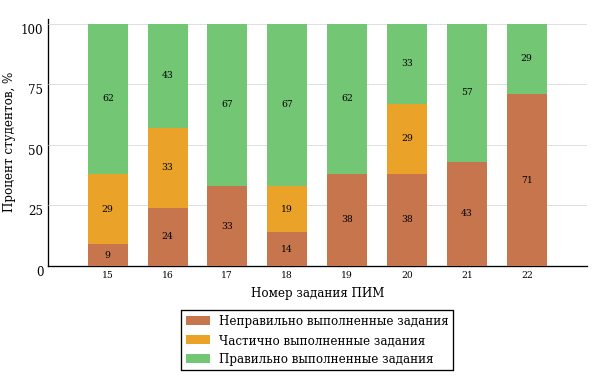 Процент студентов, %
100
75
50
25
0
62 43 67 67 62 33 57 29
29 33 19 29
9 24 33 14 38 38 43 71
15 16 17 18 19 20 21 22
Номер задания ПИМ
Неправильно выполненные задания
Частично выполненные задания
Правильно выполненные задания